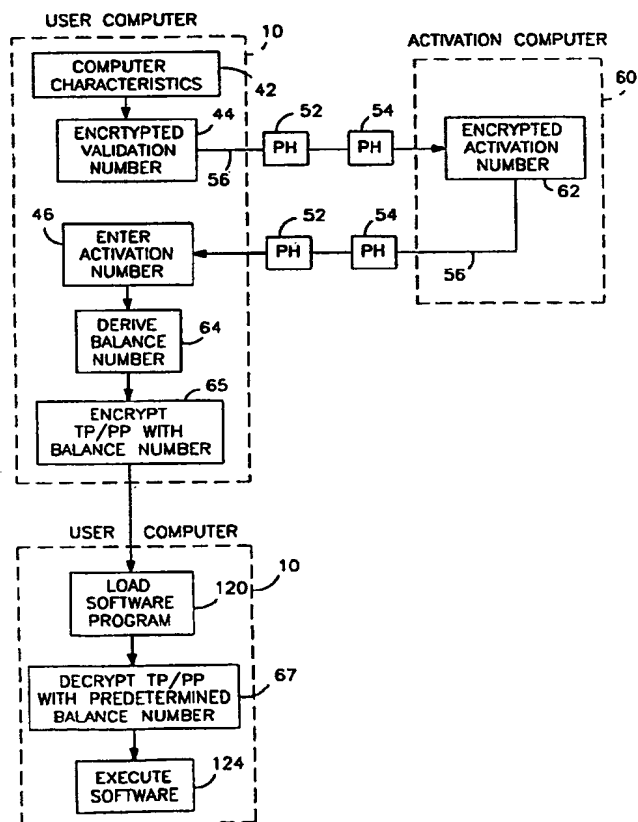 USER COMPUTER
10
COMPUTER
CHARACTERISTICS
42
44
ENCRTYPTED
VALIDATION
NUMBER
56
52
PH
54
PH
ACTIVATION COMPUTER
60
ENCRYPTED
ACTIVATION
NUMBER
62
46
ENTER
ACTIVATION
NUMBER
52
PH
54
PH
56
DERIVE
BALANCE
NUMBER
64
65
ENCRYPT
TP/PP WITH
BALANCE NUMBER
USER COMPUTER
10
LOAD
SOFTWARE
PROGRAM
120
DECRYPT TP/PP
WITH PREDETERMINED
BALANCE NUMBER
67
EXECUTE
SOFTWARE
124